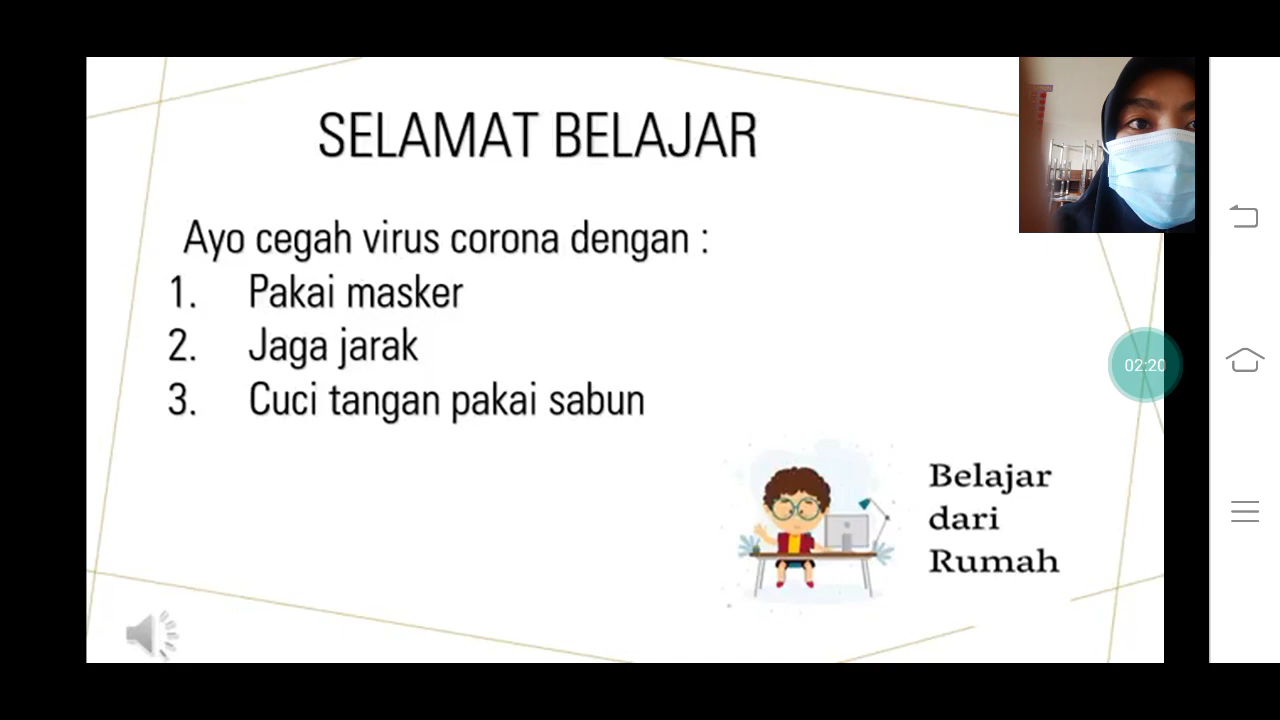 SELAMAT BELAJAR
Ayo cegah virus corona dengan :
1. Pakai masker
2. Jaga jarak
3. Cuci tangan pakai sabun
Belajar
dari
Rumah
02:20